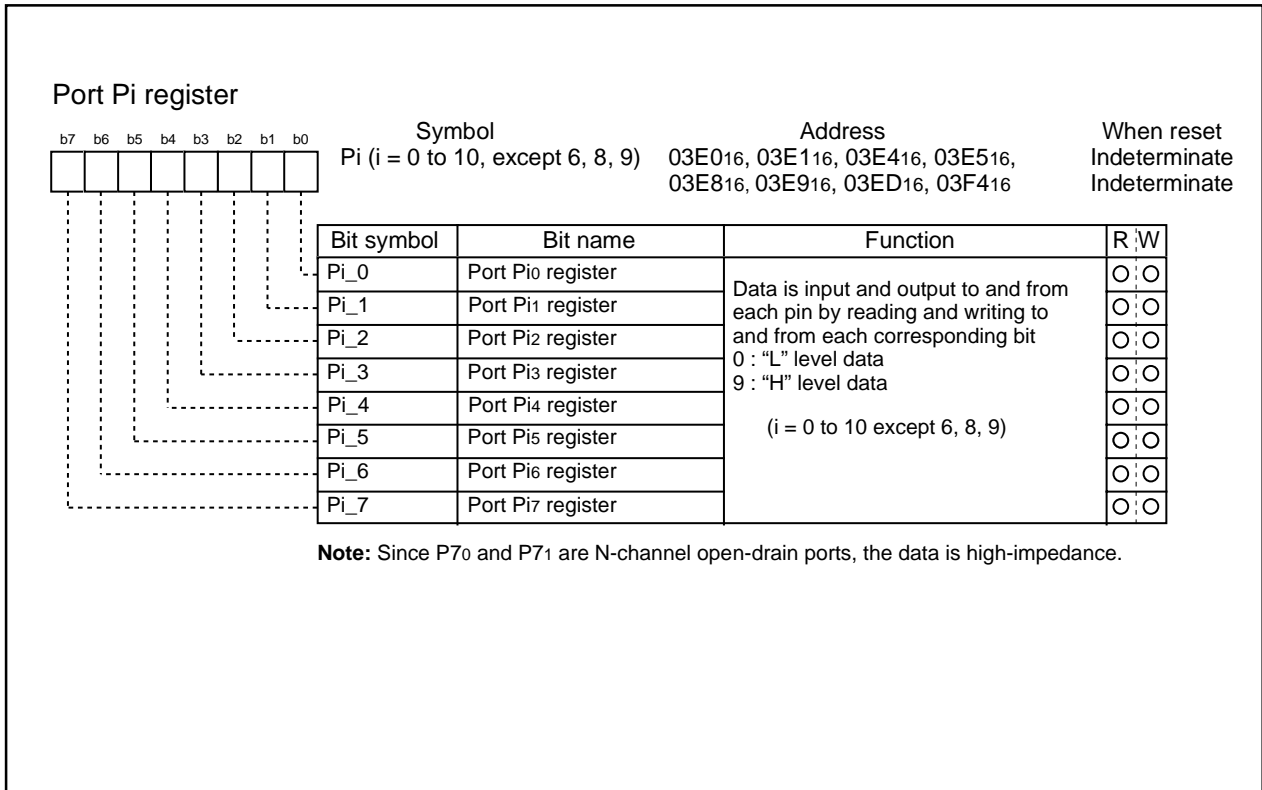 Port Pi register
b7 b6 b5 b4 b3 b2 b1 b0
Symbol Address When reset
Pi (i = 0 to 10, except 6, 8, 9) 03E016, 03E116, 03E416, 03E516, Indeterminate
03E816, 03E916, 03ED16, 03F416 Indeterminate
Bit symbol Bit name Function R W
Pi_0 Port Pi0 register
Pi_1 Port Pi1 register
Pi_2 Port Pi2 register
Pi_3 Port Pi3 register
Pi_4 Port Pi4 register
Pi_5 Port Pi5 register
Pi_6 Port Pi6 register
Pi_7 Port Pi7 register
Data is input and output to and from
each pin by reading and writing to
and from each corresponding bit
0 : “L” level data
9 : “H” level data
(i = 0 to 10 except 6, 8, 9)
Note: Since P70 and P71 are N-channel open-drain ports, the data is high-impedance.